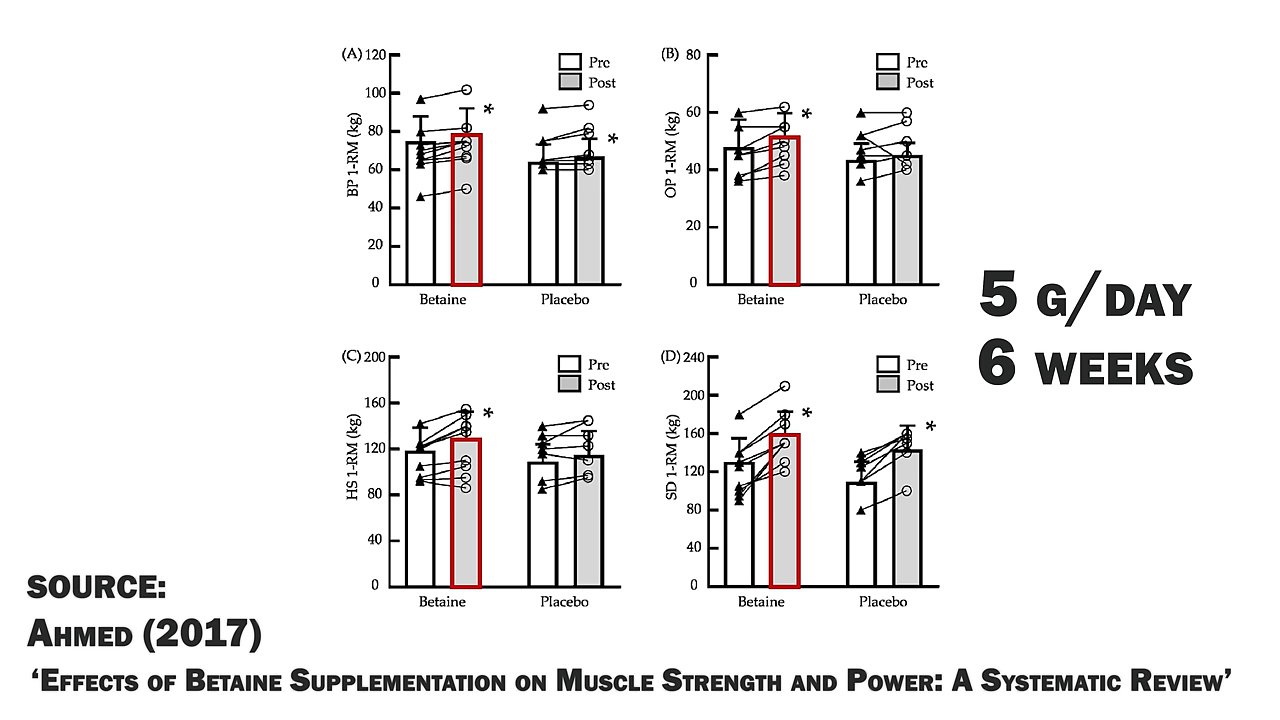 (A) 120
100
80
60
40
20
0
BP 1-RM (kg)
Pre
Post
*
*
Betaine
Placebo
(B) 80
60
40
20
0
OP 1-RM (kg)
Pre
Post
*
Betaine
Placebo
(C) 200
160
120
80
40
0
HS 1-RM (kg)
Pre
Post
*
Betaine
Placebo
(D) 240
200
160
120
80
40
0
SD 1-RM (kg)
Pre
Post
*
*
Betaine
Placebo
5 G/DAY
6 WEEKS
SOURCE:
AHMED (2017)
‘EFFECTS OF BETAINE SUPPLEMENTATION ON MUSCLE STRENGTH AND POWER: A SYSTEMATIC REVIEW’